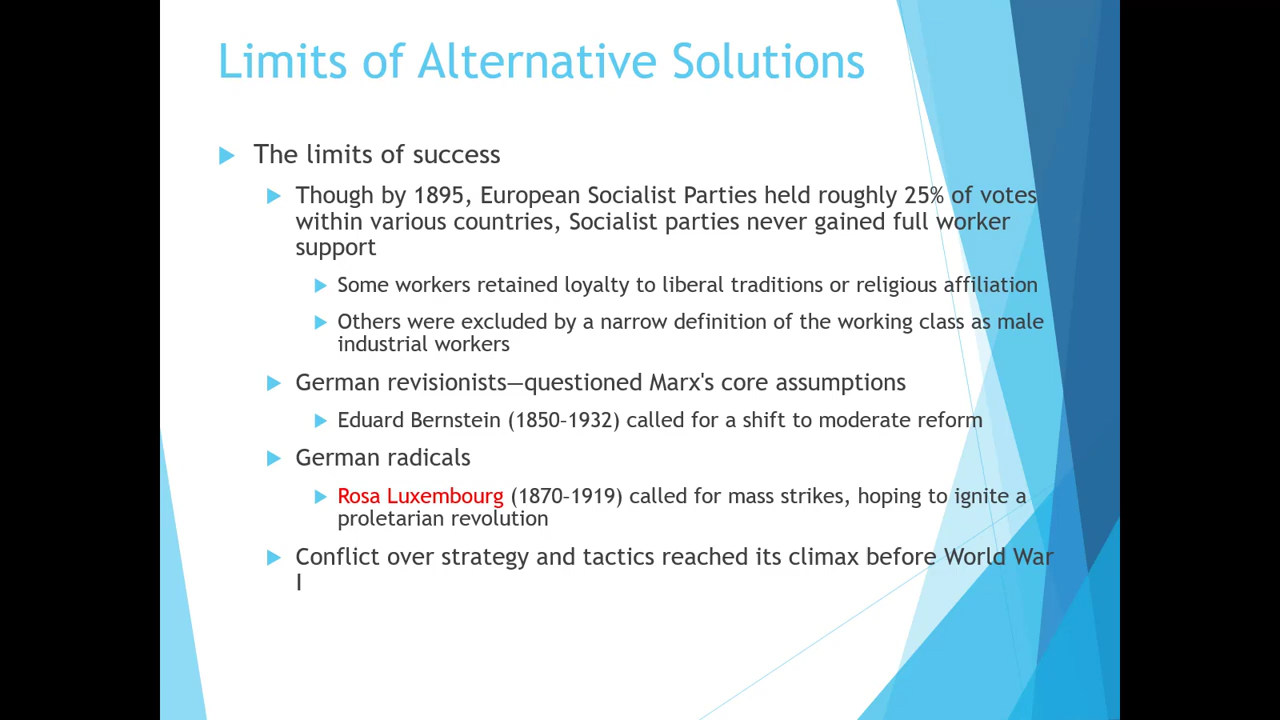 Limits of Alternative Solutions
The limits of success
Though by 1895, European Socialist Parties held roughly 25% of votes
within various countries, Socialist parties never gained full worker
support
Some workers retained loyalty to liberal traditions or religious affiliation
Others were excluded by a narrow definition of the working class as male
industrial workers
German revisionists—questioned Marx's core assumptions
Eduard Bernstein (1850–1932) called for a shift to moderate reform
German radicals
Rosa Luxembourg (1870–1919) called for mass strikes, hoping to ignite a
proletarian revolution
Conflict over strategy and tactics reached its climax before World War
I